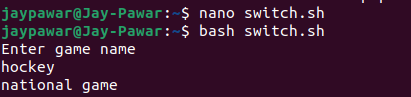 jaypawar@Jay-Pawar:~$ nano switch.sh
jaypawar@Jay-Pawar:~$ bash switch.sh
Enter game name
hockey
national game